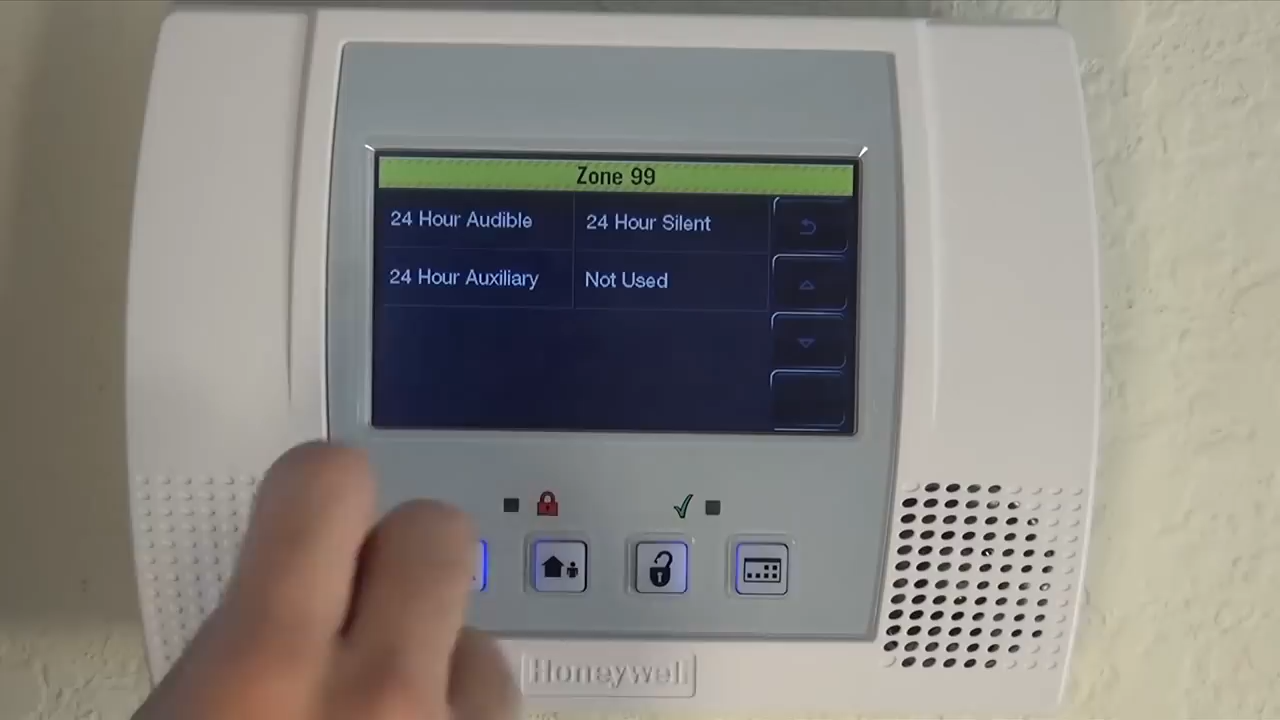 Zone 99
24 Hour Audible
24 Hour Silent
24 Hour Auxiliary
Not Used
Honeywell